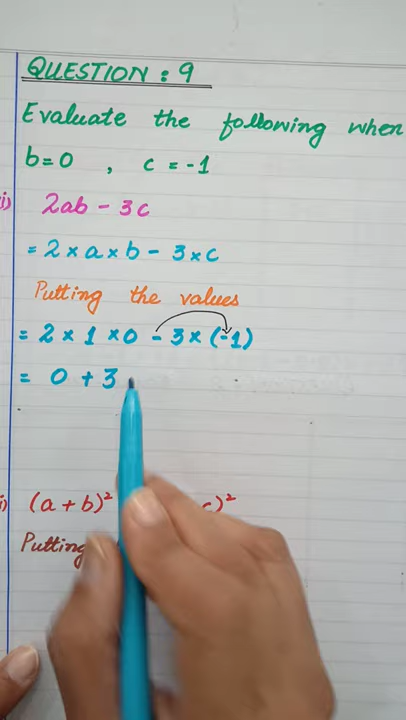 QUESTION : 9
Evaluate the following when
b=0 , c = -1
i) 2ab - 3c
= 2 × a × b - 3 × c
Putting the values
= 2 × 1 × 0 - 3 × (-1)
= 0 + 3
i) (a + b)² c)²
Putting